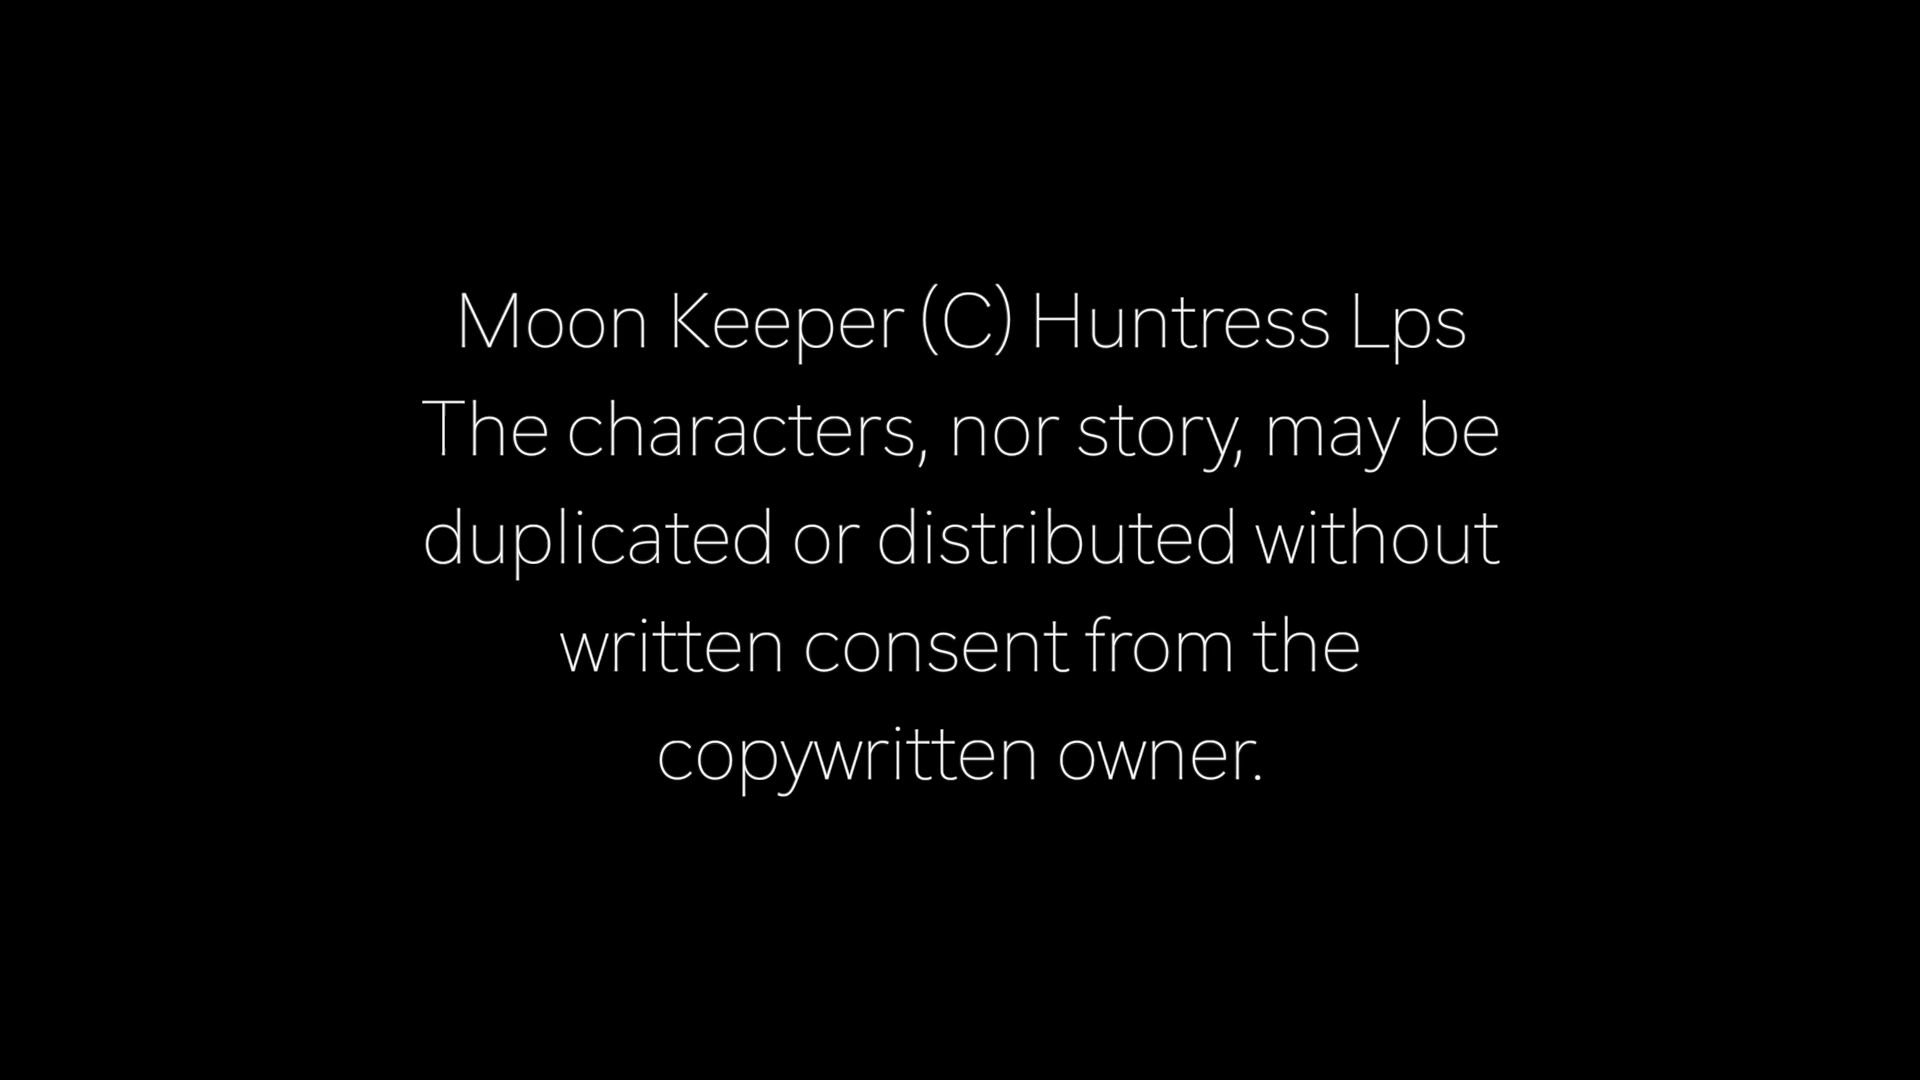 Moon Keeper (C) Huntress Lps
The characters, nor story, may be
duplicated or distributed without
written consent from the
copywritten owner.